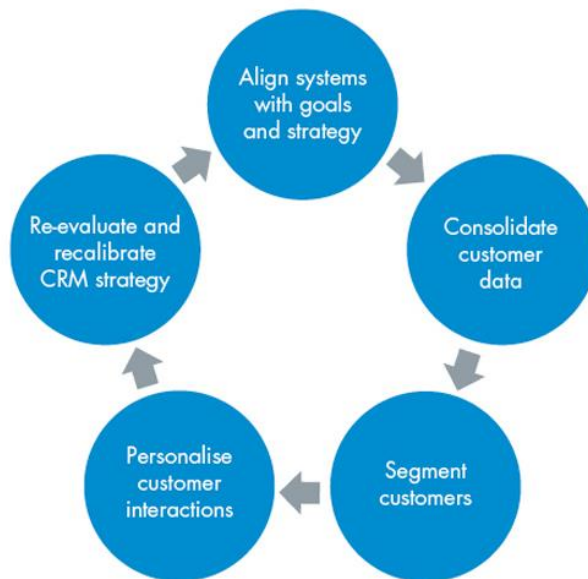 Align systems
with goals
and strategy
Consolidate
customer
data
Segment
customers
Personalise
customer
interactions
Re-evaluate and
recalibrate
CRM strategy